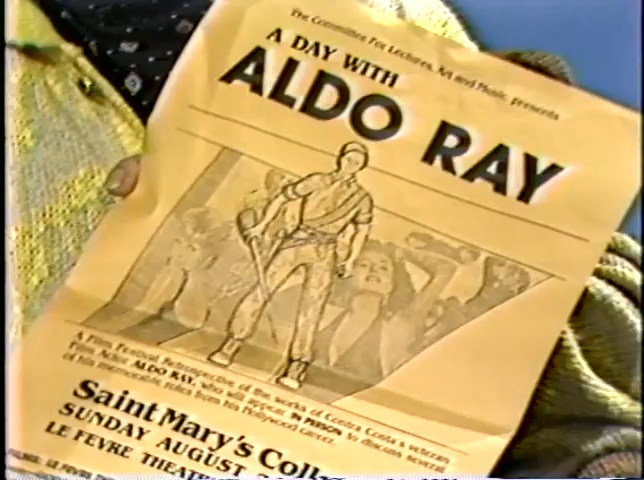 The Committee For Lectures, Art and Music, presents
A DAY WITH
ALDO RAY
A Film Festival Retrospective of the works of Contra Costa's veteran
Film Actor ALDO RAY, who will appear IN PERSON to discuss several
of his memorable roles from his Hollywood career.
Saint Mary's Coll
SUNDAY AUGUST
LE FEVRE THEATRE